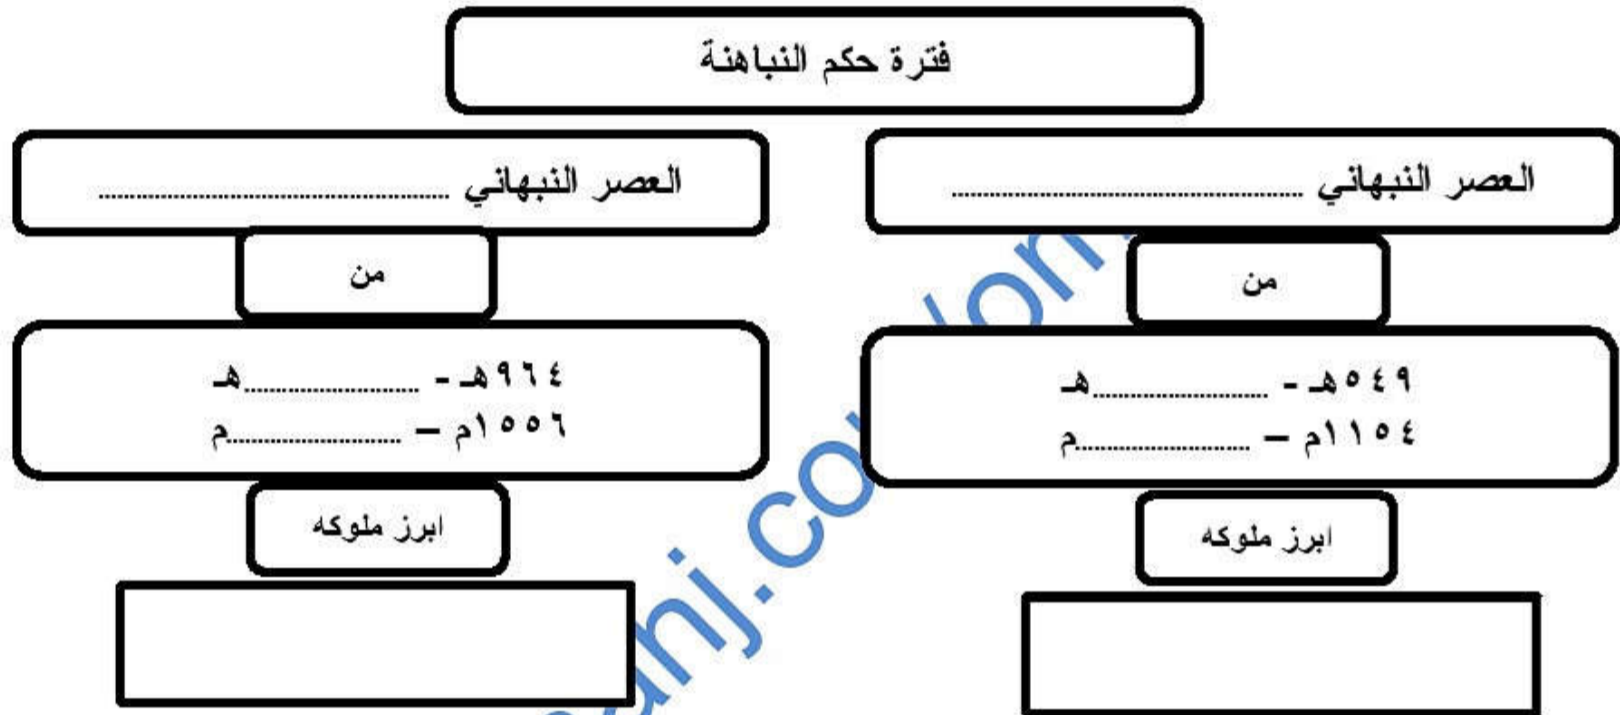 فترة حكم النباهنة
العصر النبهاني ........................................
العصر النبهاني ........................................
من
من
٥٤٩هـ - ....................هـ
١١٥٤م – ....................م
٩٦٤هـ - ....................هـ
١٥٥٦م – ....................م
ابرز ملوكه
ابرز ملوكه